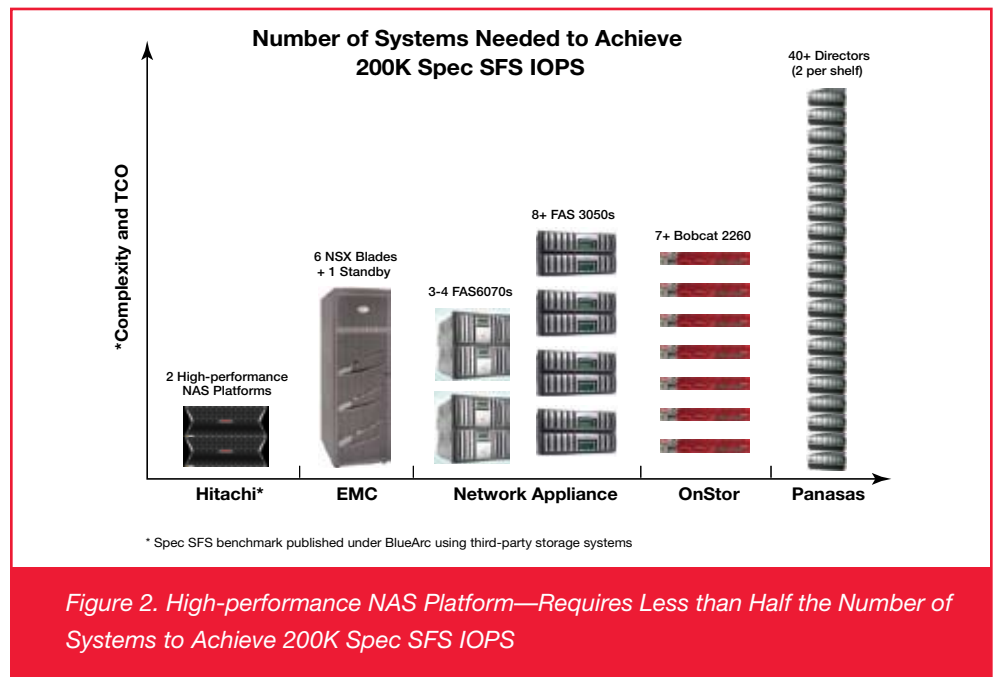 Number of Systems Needed to Achieve
200K Spec SFS IOPS
40+ Directors
(2 per shelf)
*Complexity and TCO
8+ FAS 3050s
7+ Bobcat 2260
6 NSX Blades
+ 1 Standby
3-4 FAS6070s
2 High-performance
NAS Platforms
Hitachi*
EMC
Network Appliance
OnStor
Panasas
* Spec SFS benchmark published under BlueArc using third-party storage systems
Figure 2. High-performance NAS Platform—Requires Less than Half the Number of
Systems to Achieve 200K Spec SFS IOPS